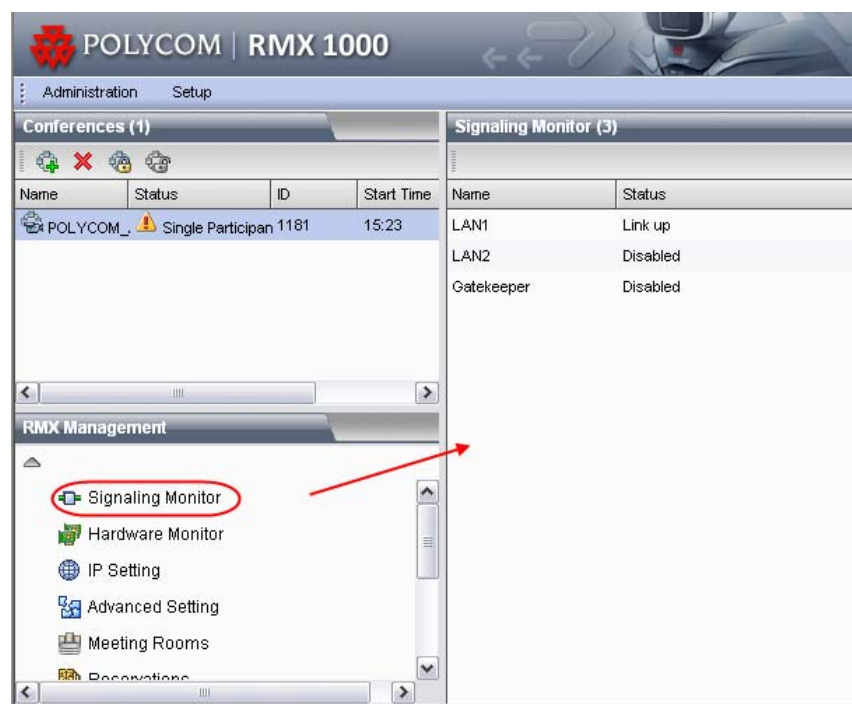 POLYCOM | RMX 1000
Administration Setup
Conferences (1)
Name Status ID Start Time
POLYCOM_. Single Participan 1181 15:23
RMX Management
Signaling Monitor
Hardware Monitor
IP Setting
Advanced Setting
Meeting Rooms
Reservations
Signaling Monitor (3)
Name Status
LAN1 Link up
LAN2 Disabled
Gatekeeper Disabled